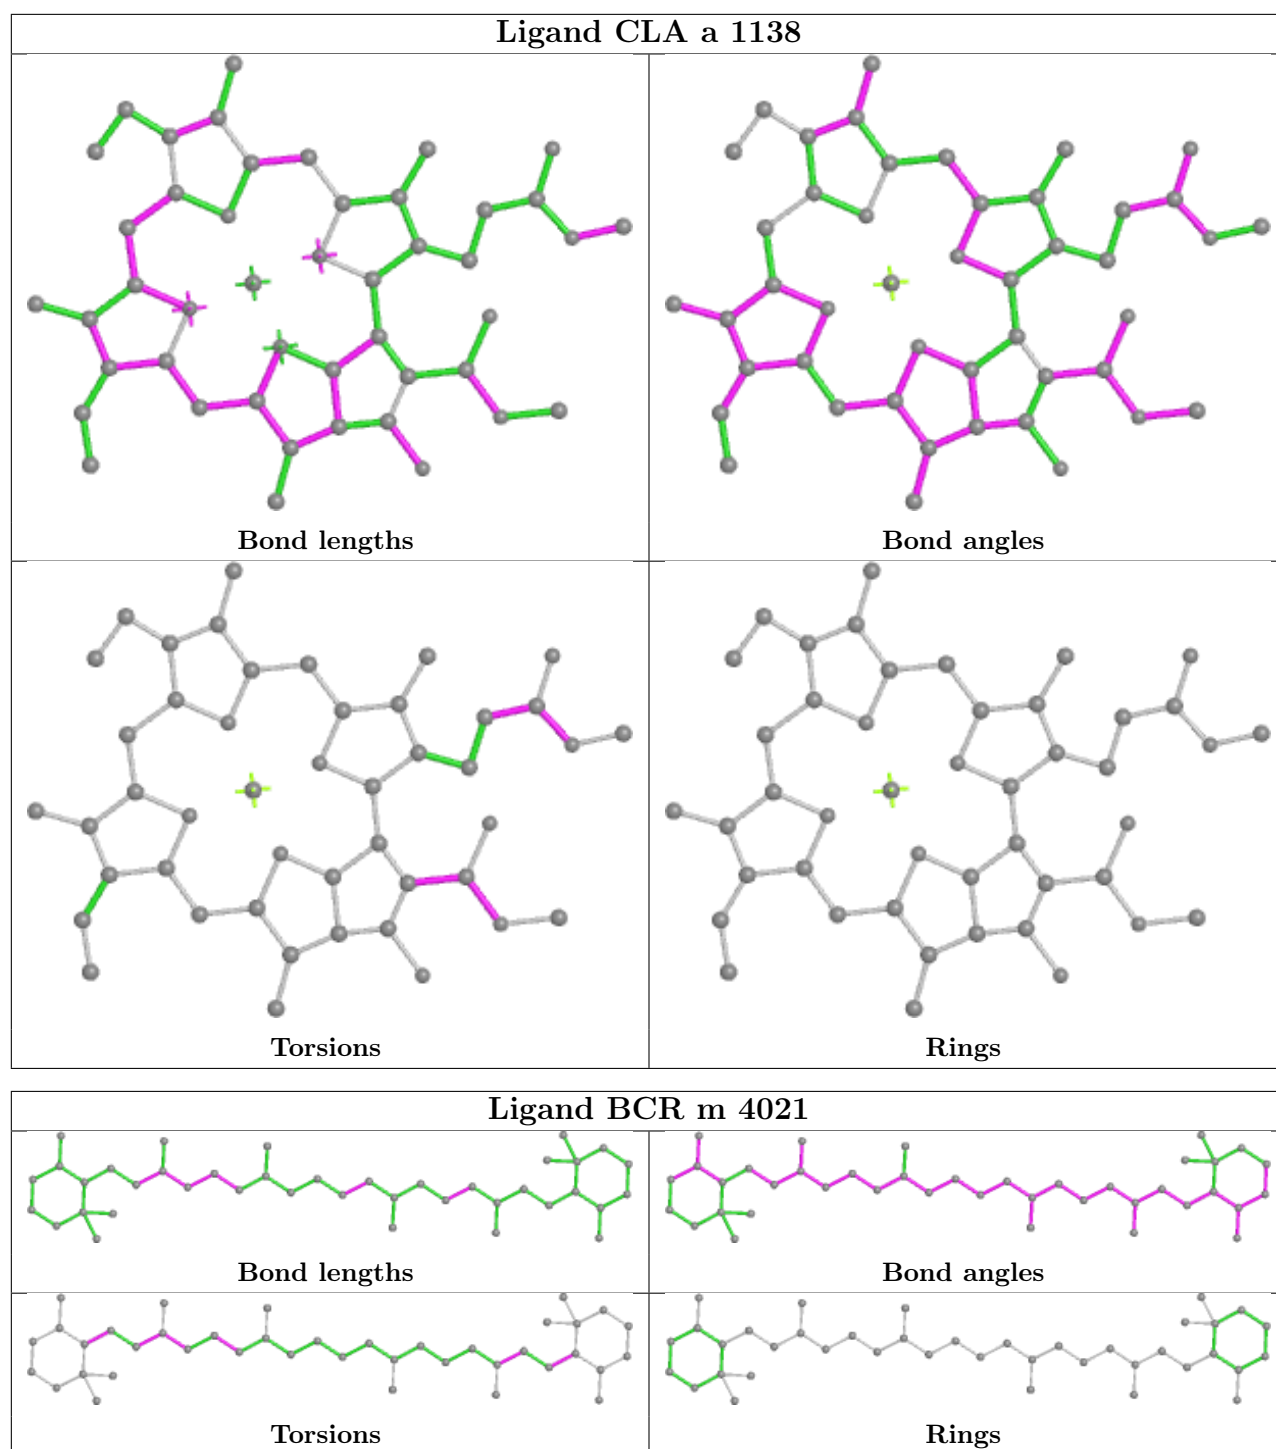 Ligand CLA a 1138
Bond lengths
Bond angles
Torsions
Rings
Ligand BCR m 4021
Bond lengths
Bond angles
Torsions
Rings